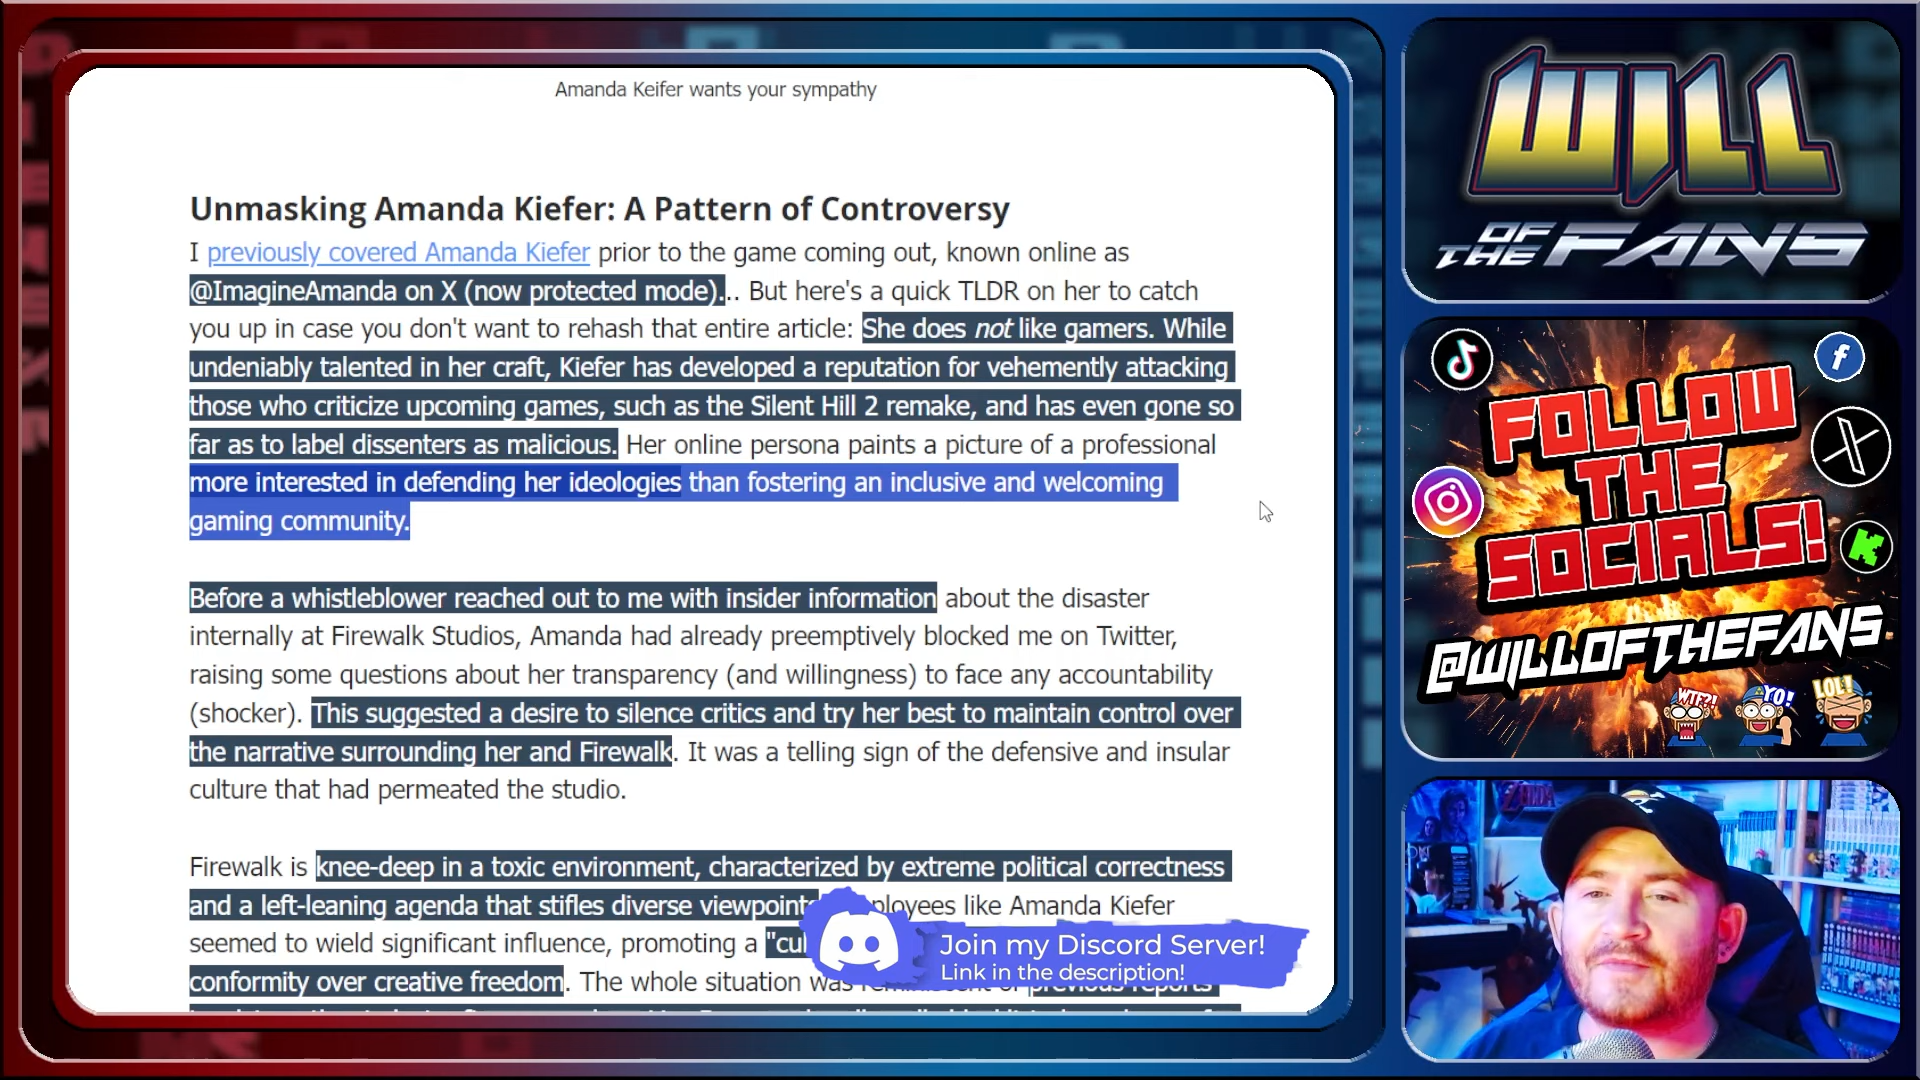 Amanda Keifer wants your sympathy
Unmasking Amanda Kiefer: A Pattern of Controversy
I previously covered Amanda Kiefer prior to the game coming out, known online as
@ImagineAmanda on X (now protected mode)... But here's a quick TLDR on her to catch
you up in case you don't want to rehash that entire article: She does not like gamers. While
undeniably talented in her craft, Kiefer has developed a reputation for vehemently attacking
those who criticize upcoming games, such as the Silent Hill 2 remake, and has even gone so
far as to label dissenters as malicious. Her online persona paints a picture of a professional
more interested in defending her ideologies than fostering an inclusive and welcoming
gaming community.
Before a whistleblower reached out to me with insider information about the disaster
internally at Firewalk Studios, Amanda had already preemptively blocked me on Twitter,
raising some questions about her transparency (and willingness) to face any accountability
(shocker). This suggested a desire to silence critics and try her best to maintain control over
the narrative surrounding her and Firewalk. It was a telling sign of the defensive and insular
culture that had permeated the studio.
Firewalk is knee-deep in a toxic environment, characterized by extreme political correctness
and a left-leaning agenda that stifles diverse viewpoints
ployees like Amanda Kiefer
seemed to wield significant influence, promoting a "cul
conformity over creative freedom. The whole situation was
Join my Discord Server!
Link in the description!
WILL
OF THE FANS
FOLLOW
THE
SOCIALS!
@WILLOFTHEFANS
WTF?!
YO!
LOL!